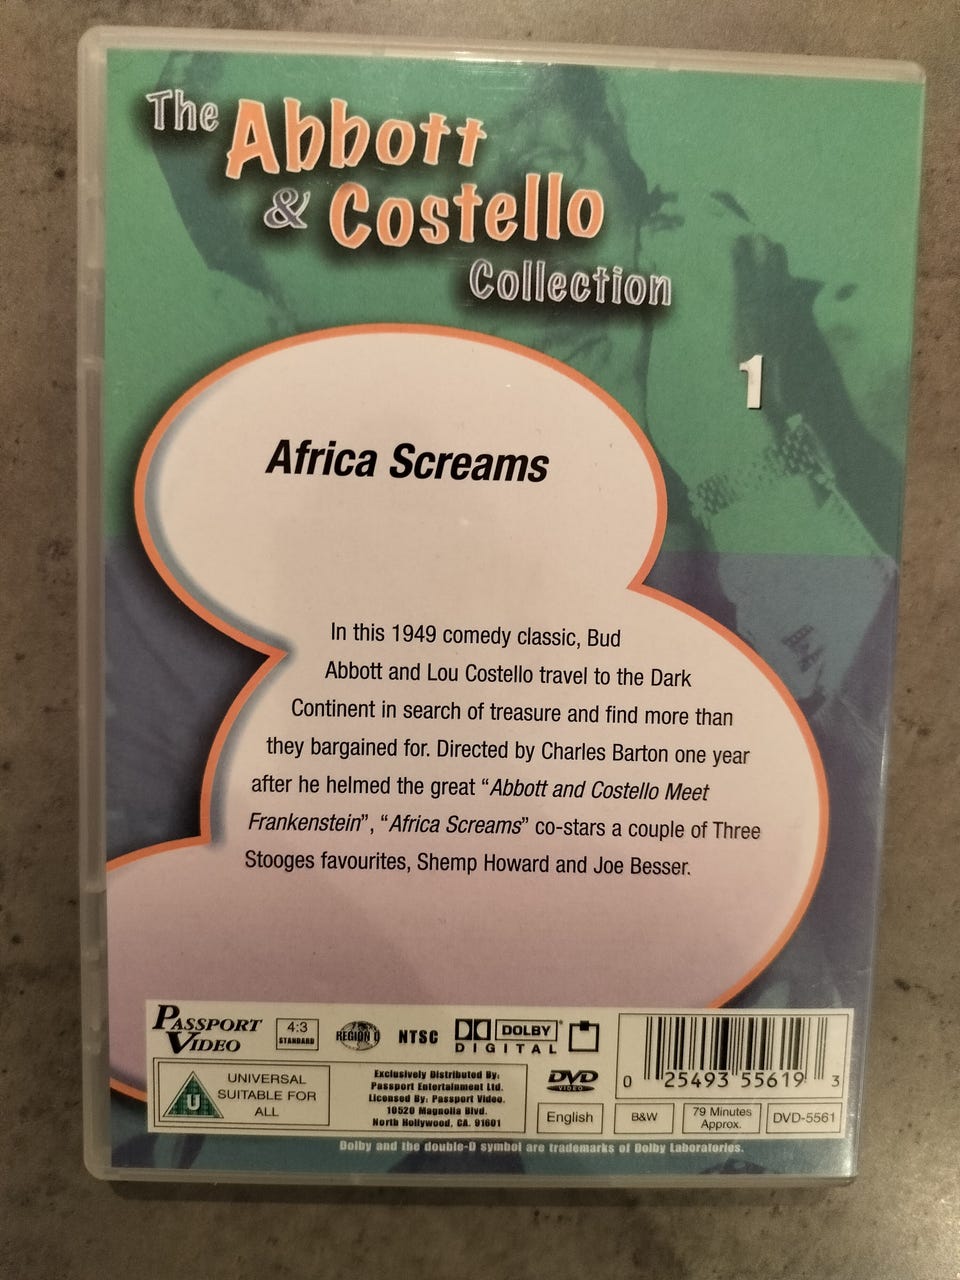 The Abbott
& Costello
Collection
1
Africa Screams
In this 1949 comedy classic, Bud
Abbott and Lou Costello travel to the Dark
Continent in search of treasure and find more than
they bargained for. Directed by Charles Barton one year
after he helmed the great “Abbott and Costello Meet
Frankenstein”, “Africa Screams” co-stars a couple of Three
Stooges favourites, Shemp Howard and Joe Besser.
PASSPORT
VIDEO
4:3
STANDARD
REGION 0
NTSC
DOLBY
DIGITAL
U
UNIVERSAL
SUITABLE FOR
ALL
Exclusively Distributed By:
Passport Entertainment Ltd.
Licensed By: Passport Video.
10520 Magnolia Blvd.
North Hollywood, CA. 91601
DVD
VIDEO
English
B&W
79 Minutes
Approx.
DVD-5561
0 25493 55619 3
Dolby and the double-D symbol are trademarks of Dolby Laboratories.